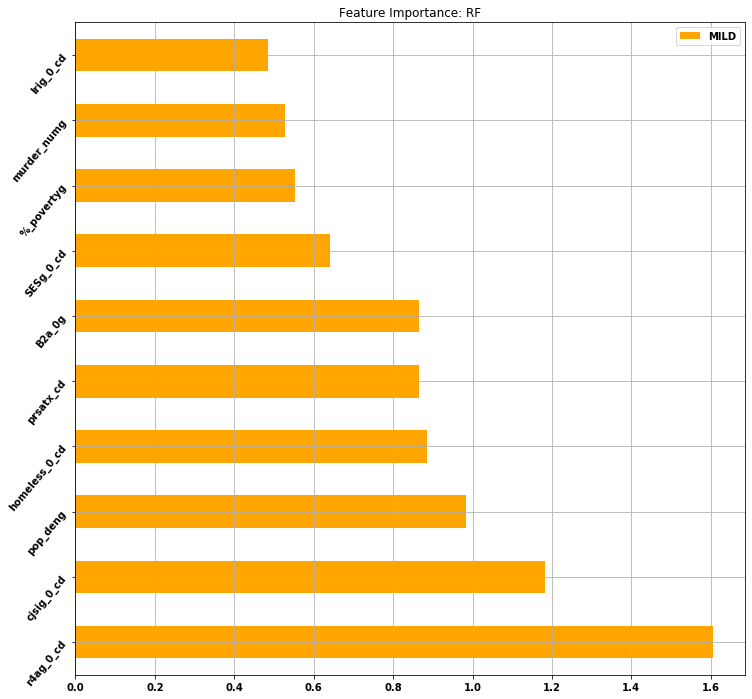 Feature Importance: RF
MILD
lrig_0_cd
murder_numg
%_povertyg
SESg_0_cd
B2a_0g
prsatx_cd
homeless_0_cd
pop_deng
cjsig_0_cd
r4ag_0_cd
0.0 0.2 0.4 0.6 0.8 1.0 1.2 1.4 1.6